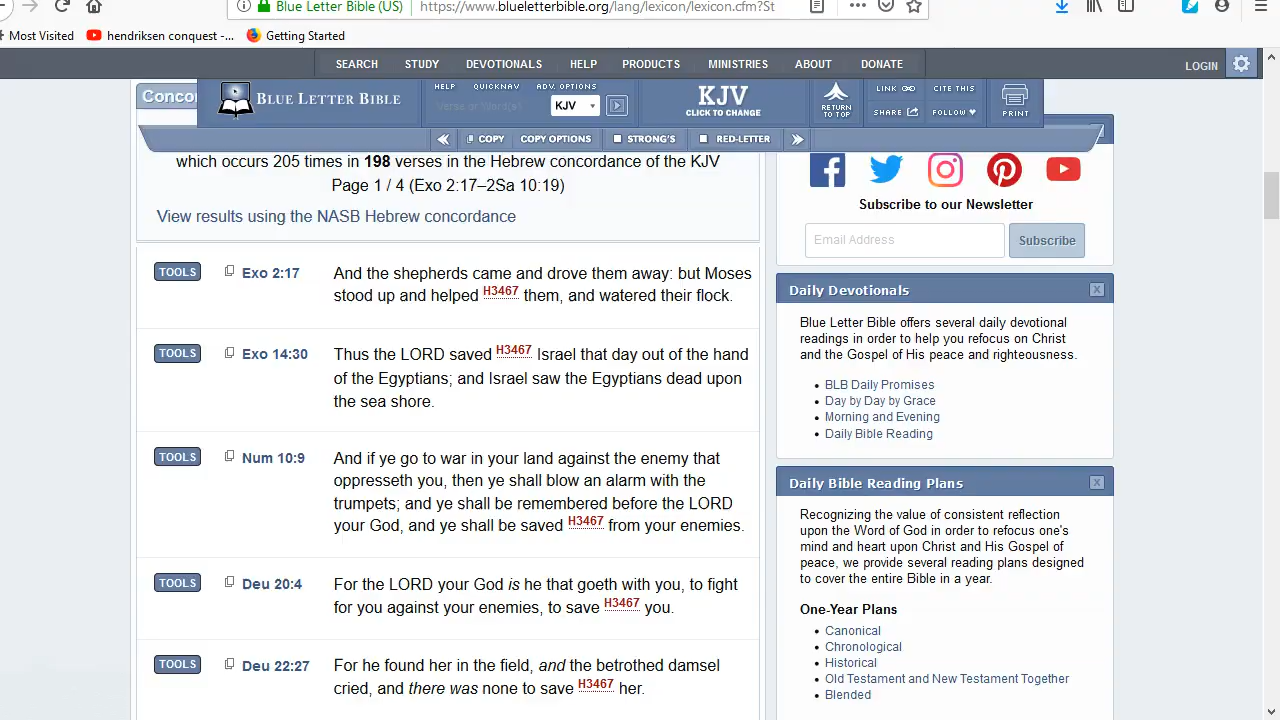 Blue Letter Bible (US)
https://www.blueletterbible.org/lang/lexicon/lexicon.cfm?St
Most Visited
hendriksen conquest -...
Getting Started
SEARCH STUDY DEVOTIONALS HELP PRODUCTS MINISTRIES ABOUT DONATE
LOGIN
Concor
BLUE LETTER BIBLE
HELP QUICKNAV ADV. OPTIONS
Verse or Word(s)
KJV
KJV
CLICK TO CHANGE
RETURN
TO TOP
LINK
CITE THIS
SHARE
FOLLOW
PRINT
COPY
COPY OPTIONS
STRONG'S
RED-LETTER
which occurs 205 times in 198 verses in the Hebrew concordance of the KJV
Page 1 / 4 (Exo 2:17–2Sa 10:19)
View results using the NASB Hebrew concordance
TOOLS
Exo 2:17
And the shepherds came and drove them away: but Moses
stood up and helped H3467 them, and watered their flock.
TOOLS
Exo 14:30
Thus the LORD saved H3467 Israel that day out of the hand
of the Egyptians; and Israel saw the Egyptians dead upon
the sea shore.
TOOLS
Num 10:9
And if ye go to war in your land against the enemy that
oppresseth you, then ye shall blow an alarm with the
trumpets; and ye shall be remembered before the LORD
your God, and ye shall be saved H3467 from your enemies.
TOOLS
Deu 20:4
For the LORD your God is he that goeth with you, to fight
for you against your enemies, to save H3467 you.
TOOLS
Deu 22:27
For he found her in the field, and the betrothed damsel
cried, and there was none to save H3467 her.
Subscribe to our Newsletter
Email Address
Subscribe
Daily Devotionals
X
Blue Letter Bible offers several daily devotional
readings in order to help you refocus on Christ
and the Gospel of His peace and righteousness.
• BLB Daily Promises
• Day by Day by Grace
• Morning and Evening
• Daily Bible Reading
Daily Bible Reading Plans
X
Recognizing the value of consistent reflection
upon the Word of God in order to refocus one's
mind and heart upon Christ and His Gospel of
peace, we provide several reading plans designed
to cover the entire Bible in a year.
One-Year Plans
• Canonical
• Chronological
• Historical
• Old Testament and New Testament Together
• Blended